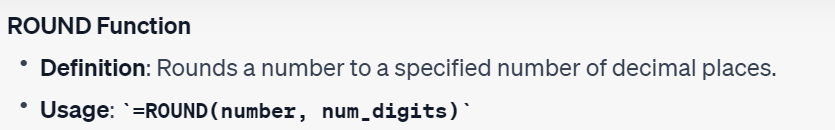 ROUND Function
• Definition: Rounds a number to a specified number of decimal places.
• Usage: `=ROUND(number, num_digits)`